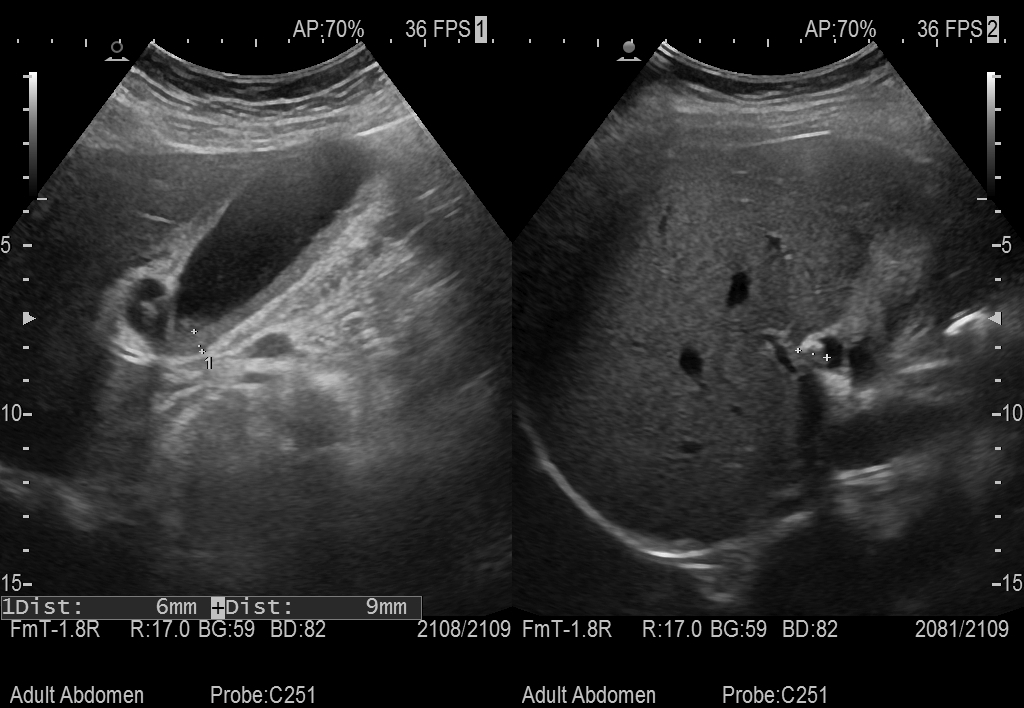 AP:70% 36 FPS 1
AP:70% 36 FPS 2
5
10
15
1
5
10
15
1Dist: 6mm +Dist: 9mm
FmT-1.8R R:17.0 BG:59 BD:82 2108/2109
FmT-1.8R R:17.0 BG:59 BD:82 2081/2109
Adult Abdomen Probe:C251
Adult Abdomen Probe:C251